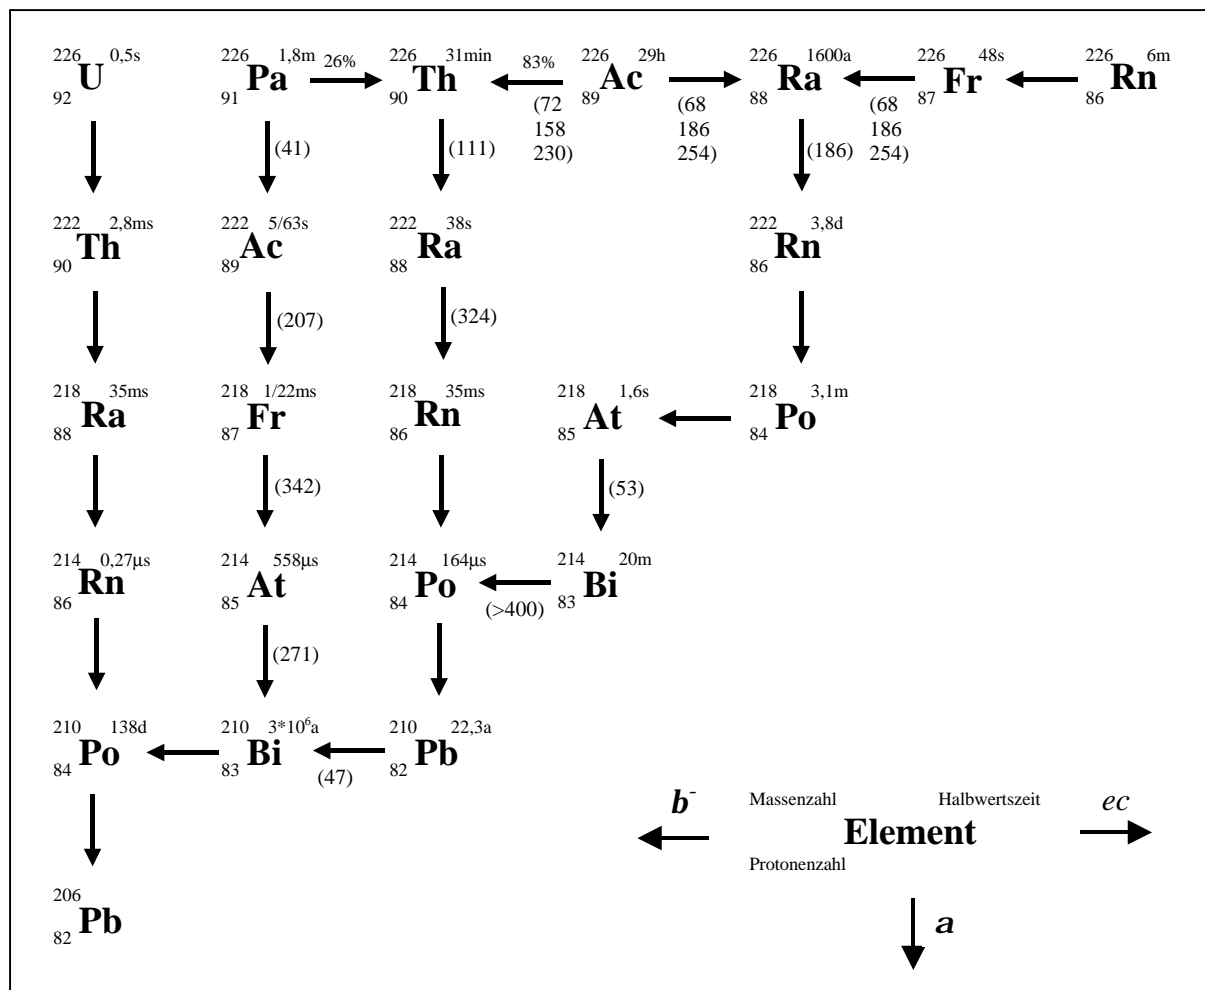 226 0,5s 226 1,8m 226 31min 226 29h 226 1600a 226 48s 226 6m
U Pa 26% Th 83% Ac Ra Fr Rn
92 91 90 89 88 87 86
(41) (111) (72 158 230) (68 186 254) (186) (68 186 254)
222 2,8ms 222 5/63s 222 38s 222 3,8d
Th Ac Ra Rn
90 89 88 86
(207) (324)
218 35ms 218 1/22ms 218 35ms 218 1,6s 218 3,1m
Ra Fr Rn At Po
88 87 86 85 84
(342) (53)
214 0,27µs 214 558µs 214 164µs 214 20m
Rn At Po Bi
86 85 84 (>400) 83
(271)
210 138d 210 3*10⁶a 210 22,3a
Po Bi Pb
84 83 (47) 82
b⁻ Massenzahl Halbwertszeit ec
Element
Protonenzahl
206
Pb
82
a